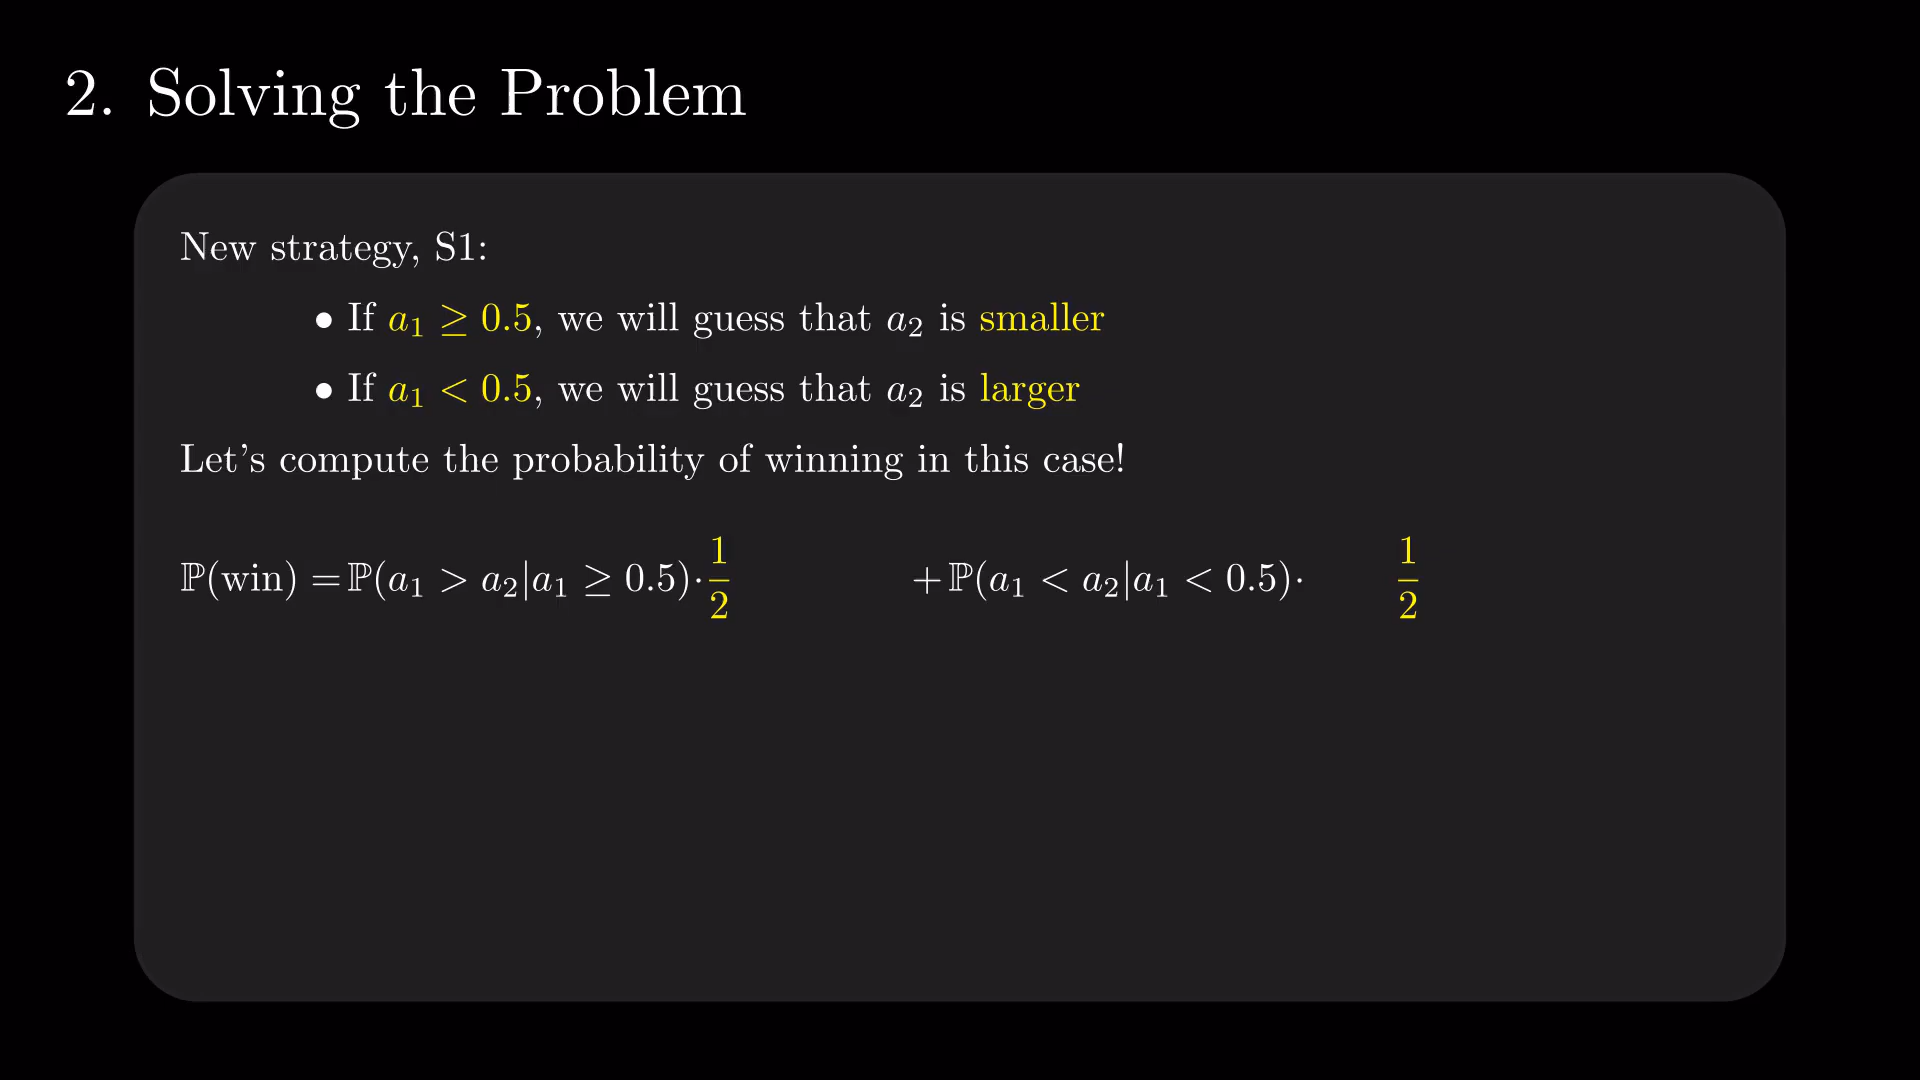 2. Solving the Problem
New strategy, S1:
• If a₁ ≥ 0.5, we will guess that a₂ is smaller
• If a₁ < 0.5, we will guess that a₂ is larger
Let's compute the probability of winning in this case!
ℙ(win) = ℙ(a₁ > a₂|a₁ ≥ 0.5) · 1/2 + ℙ(a₁ < a₂|a₁ < 0.5) · 1/2